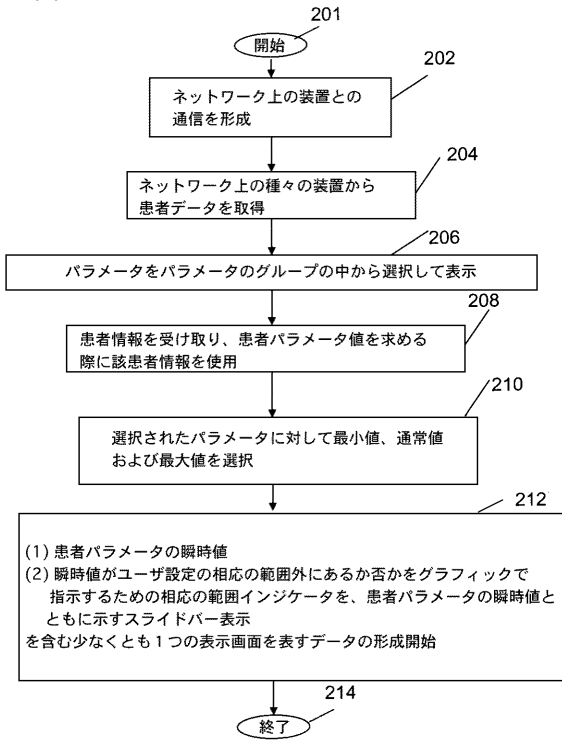 201
開始
202
ネットワーク上の装置との
通信を形成
204
ネットワーク上の種々の装置から
患者データを取得
206
パラメータをパラメータのグループの中から選択して表示
208
患者情報を受け取り、患者パラメータ値を求める
際に該患者情報を使用
210
選択されたパラメータに対して最小値、通常値
および最大値を選択
212
(1) 患者パラメータの瞬時値
(2) 瞬時値がユーザ設定の相応の範囲外にあるか否かをグラフィックで
指示するための相応の範囲インジケータを、患者パラメータの瞬時値と
ともに示すスライドバー表示
を含む少なくとも1つの表示画面を表すデータの形成開始
214
終了